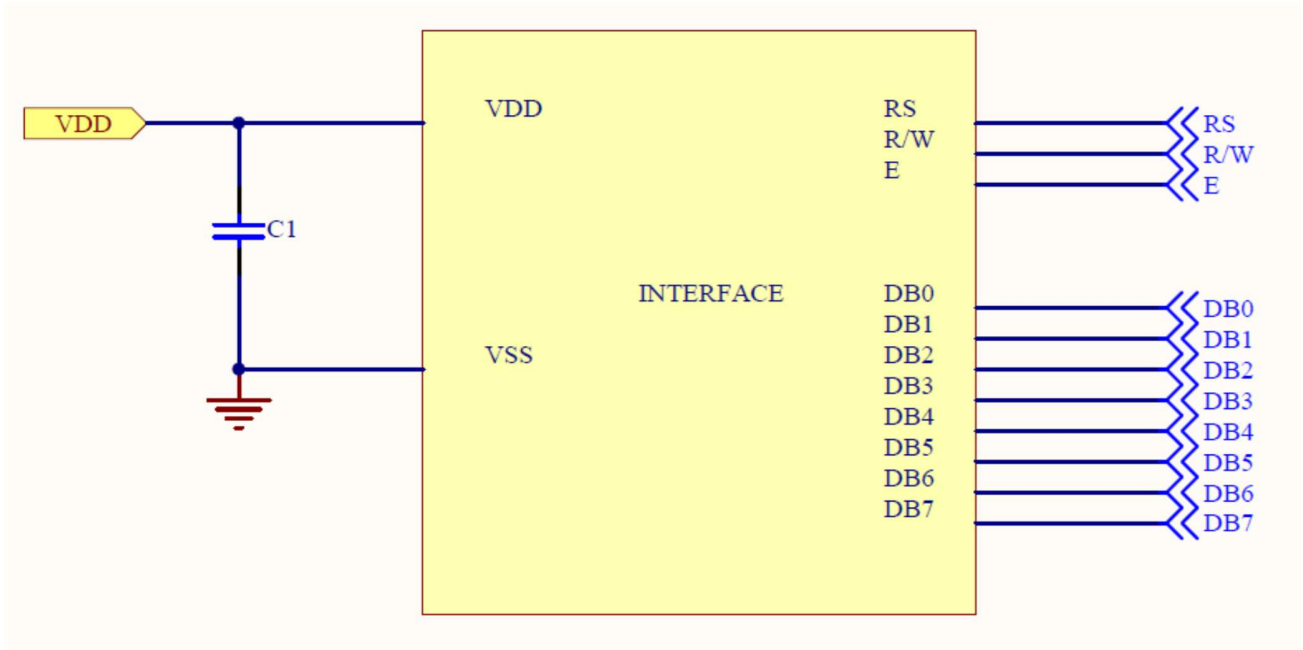 VDD
C1
VDD
VSS
INTERFACE
RS
R/W
E
DB0
DB1
DB2
DB3
DB4
DB5
DB6
DB7
RS
R/W
E
DB0
DB1
DB2
DB3
DB4
DB5
DB6
DB7